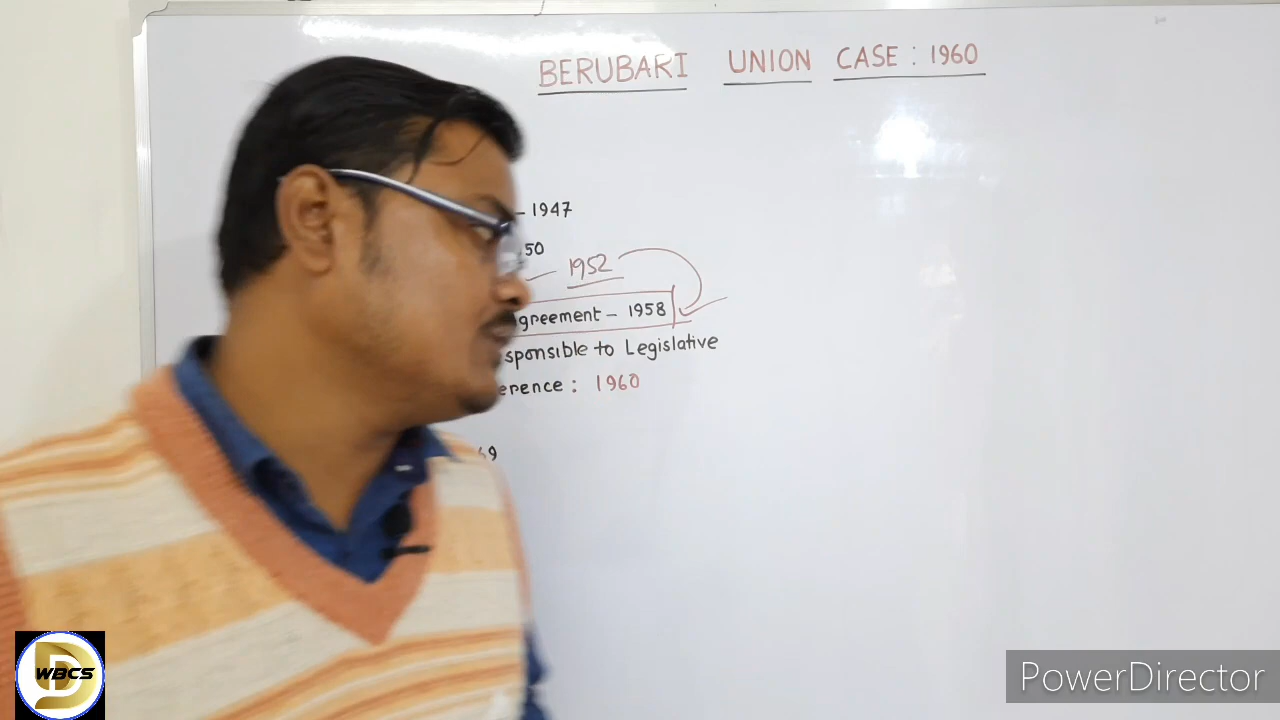 BERUBARI UNION CASE : 1960
- 1947
50
1952
greement - 1958
sponsible to Legislative
erence : 1960
69
D
WBCS
PowerDirector